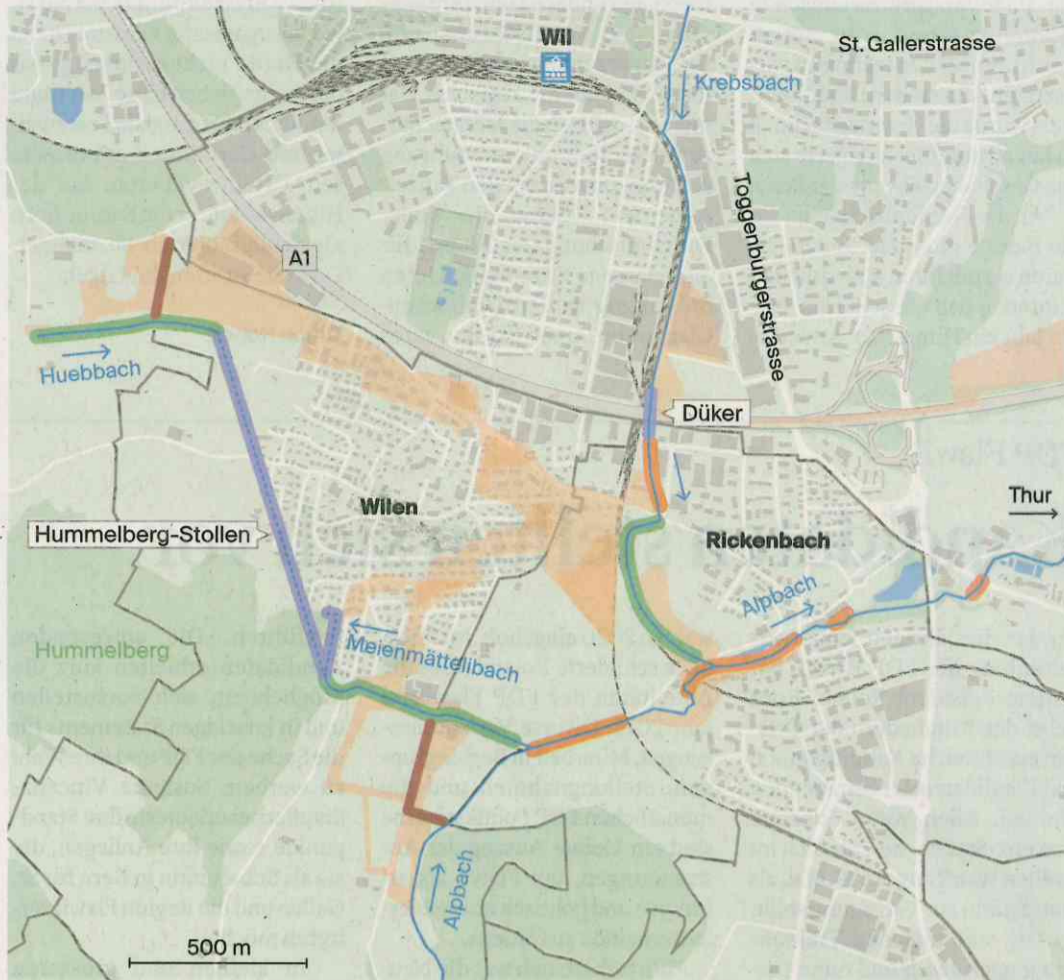 Wil
St. Gallerstrasse
Krebsbach
Toggenburgerstrasse
A1
Huebbach
Düker
Thur
Wilen
Hummelberg-Stollen
Rickenbach
Alpbach
Meienmättelibach
Hummelberg
Alpbach
500 m